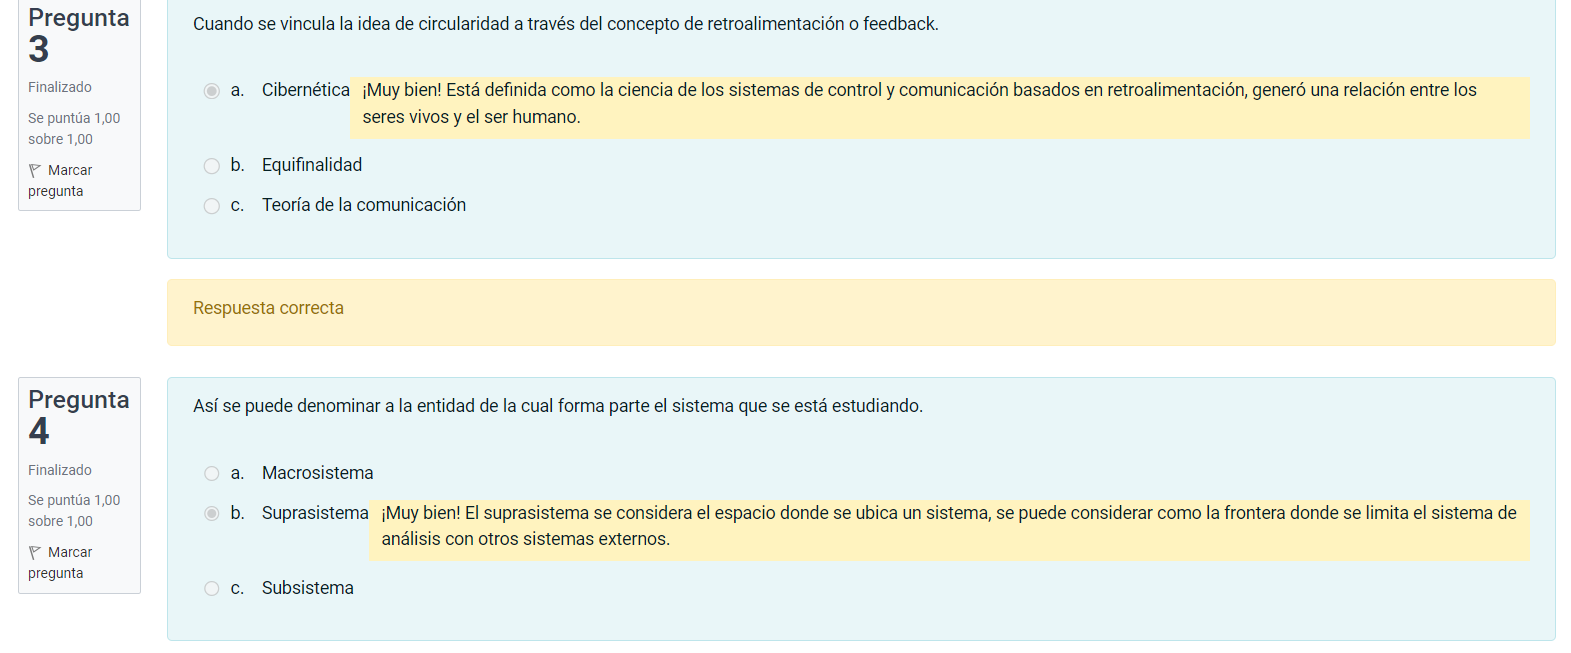 Pregunta
3
Finalizado
Se puntúa 1,00
sobre 1,00
Marcar
pregunta
Cuando se vincula la idea de circularidad a través del concepto de retroalimentación o feedback.
a. Cibernética ¡Muy bien! Está definida como la ciencia de los sistemas de control y comunicación basados en retroalimentación, generó una relación entre los
seres vivos y el ser humano.
b. Equifinalidad
c. Teoría de la comunicación
Respuesta correcta
Pregunta
4
Finalizado
Se puntúa 1,00
sobre 1,00
Marcar
pregunta
Así se puede denominar a la entidad de la cual forma parte el sistema que se está estudiando.
a. Macrosistema
b. Suprasistema ¡Muy bien! El suprasistema se considera el espacio donde se ubica un sistema, se puede considerar como la frontera donde se limita el sistema de
análisis con otros sistemas externos.
c. Subsistema